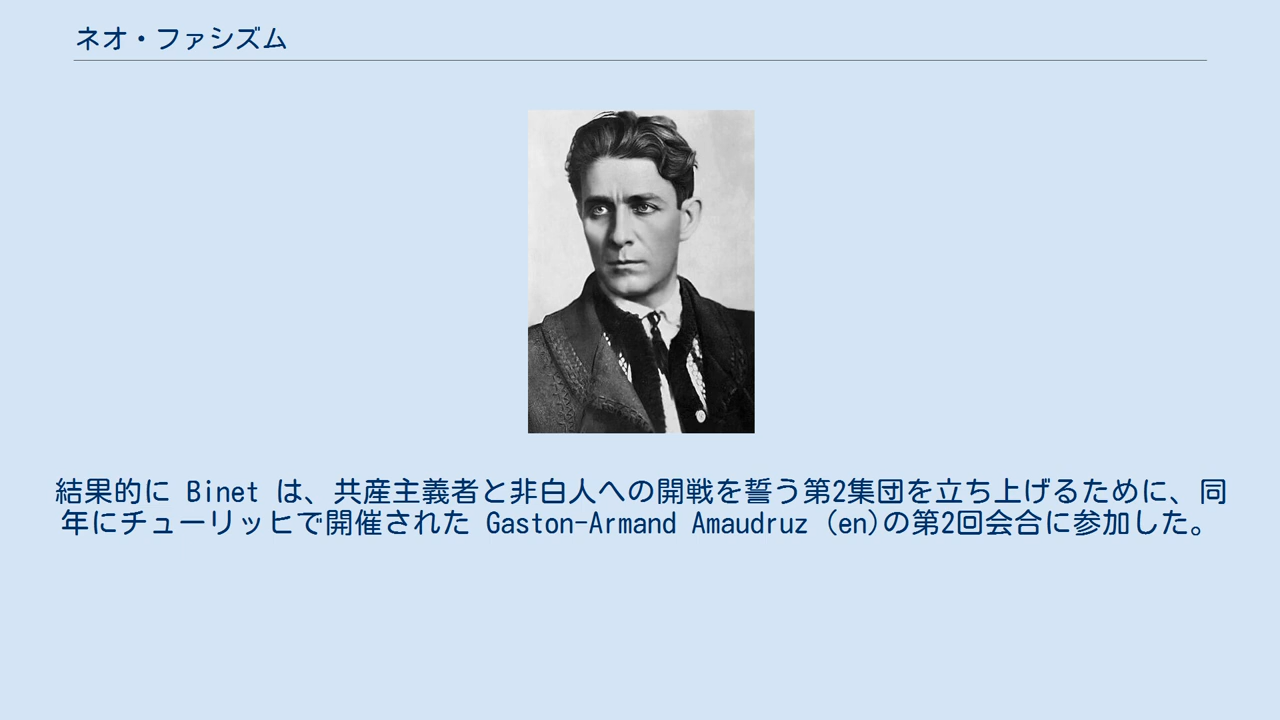 ネオ・ファシズム
結果的に Binet は、共産主義者と非白人への開戦を誓う第2集団を立ち上げるために、同
年にチューリッヒで開催された Gaston-Armand Amaudruz (en)の第2回会合に参加した。